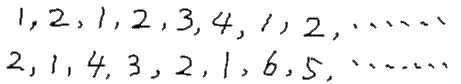 1, 2, 1, 2, 3, 4, 1, 2, ......
2, 1, 4, 3, 2, 1, 6, 5, .......